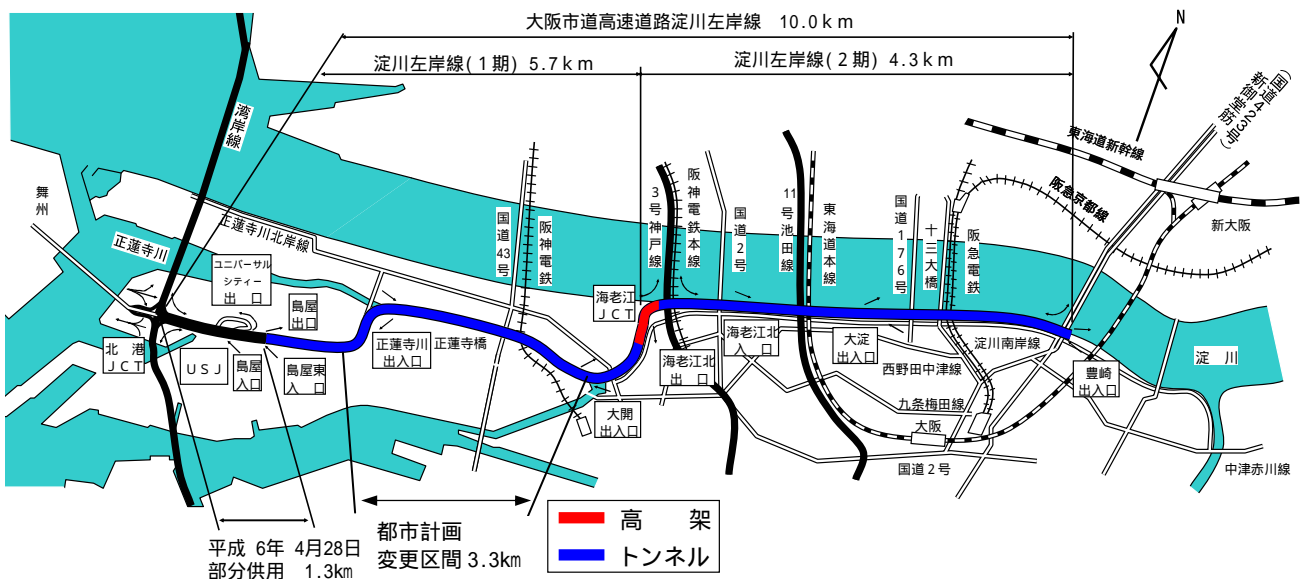 大阪市道高速道路淀川左岸線 10.0km
淀川左岸線(1期) 5.7km
淀川左岸線(2期) 4.3km
N
湾岸線
(国道423号)
新御堂筋
東海道新幹線
阪急京都線
新大阪
舞州
正蓮寺川
正蓮寺川北岸線
国道43号
阪神電鉄
3号神戸線
阪神電鉄本線
国道2号
11号池田線
東海道本線
国道176号
十三大橋
阪急電鉄
ユニバーサル
シティー
出 口
島屋
出口
海老江
JCT
北 港
JCT
USJ
島屋
入口
島屋東
入 口
正蓮寺川
出入口
正蓮寺橋
海老江北
出 口
海老江北
入 口
大淀
出入口
淀川南岸線
西野田中津線
豊崎
出入口
淀 川
大開
出入口
九条梅田線
大阪
国道2号
中津赤川線
平成 6年 4月28日
部分供用 1.3km
都市計画
変更区間 3.3km
高 架
トンネル